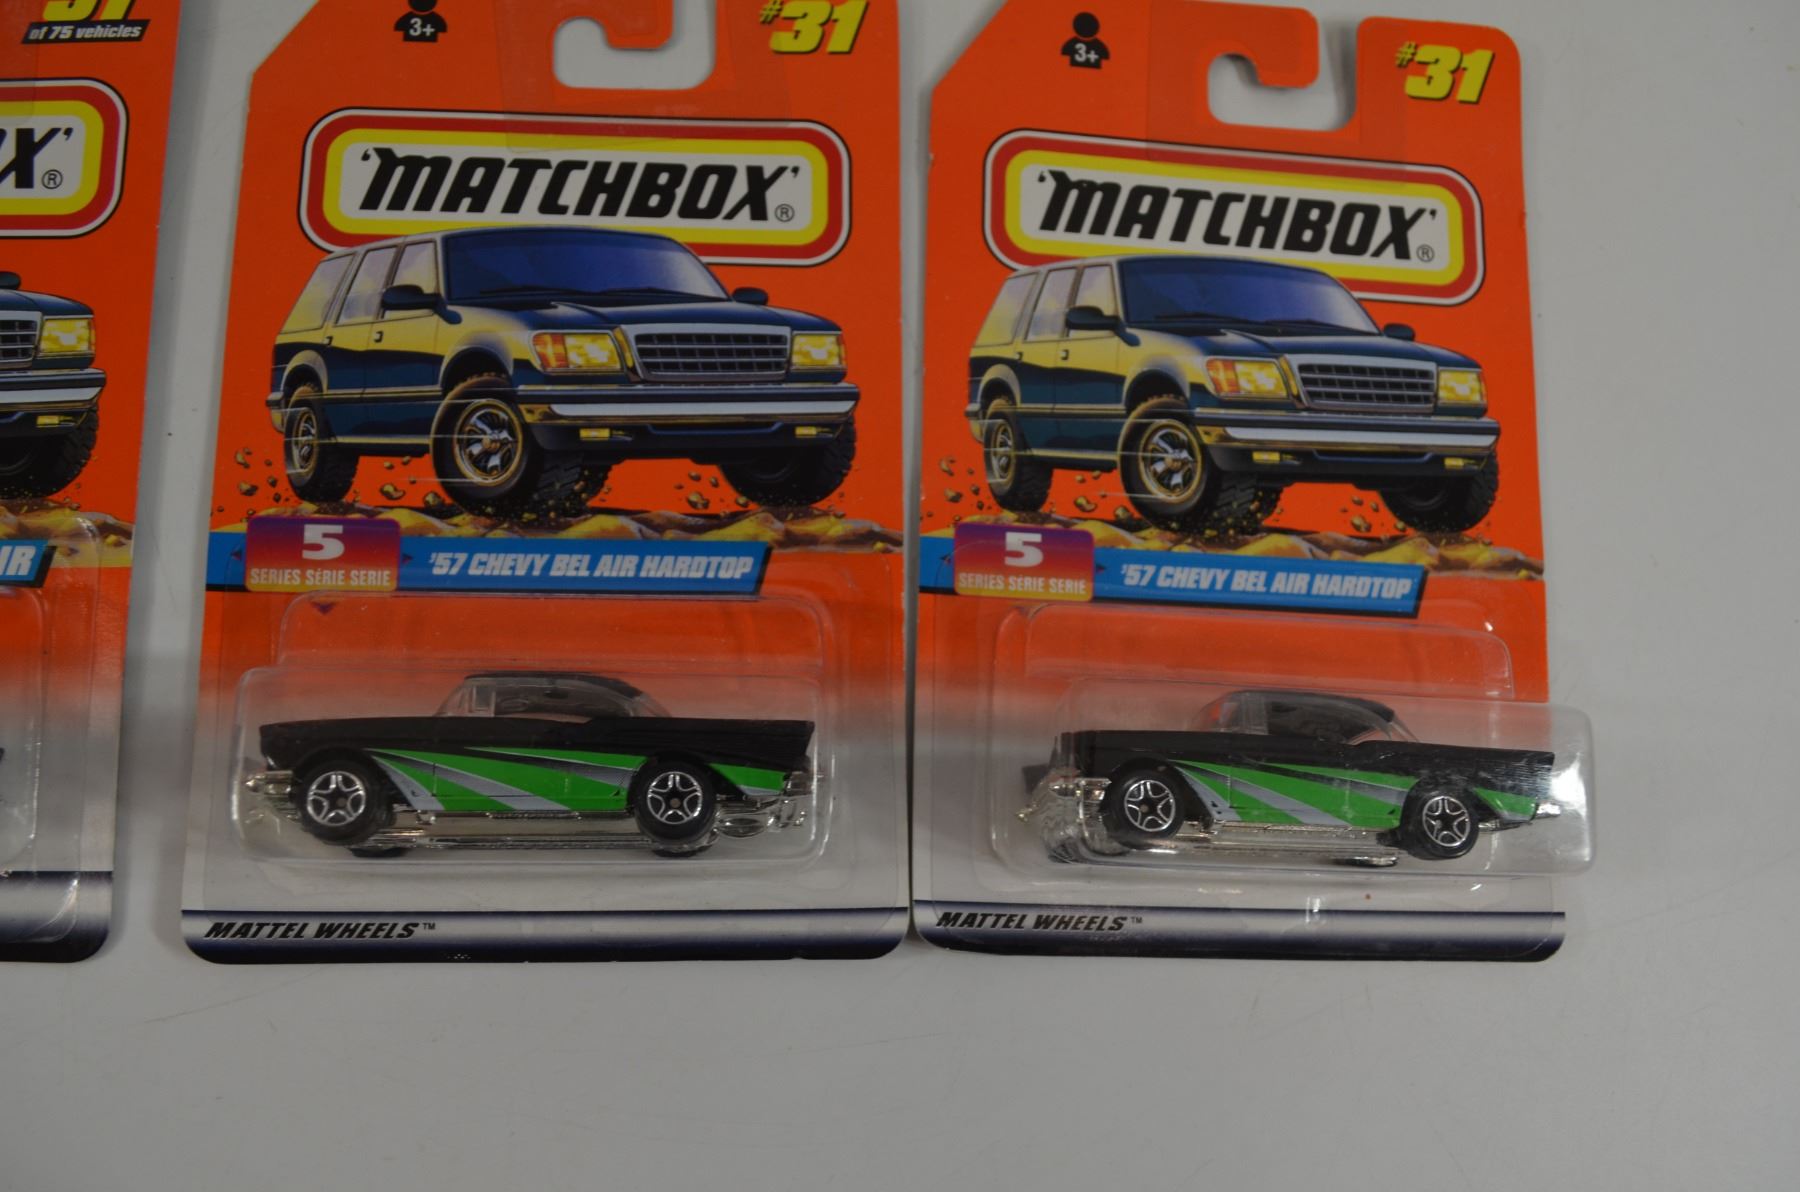 of 75 vehicles
X' ®
IR
3+
#31
'MATCHBOX' ®
5
SERIES SÉRIE SERIE
'57 CHEVY BEL AIR HARDTOP
MATTEL WHEELS™
3+
#31
'MATCHBOX' ®
5
SERIES SÉRIE SERIE
'57 CHEVY BEL AIR HARDTOP
MATTEL WHEELS™